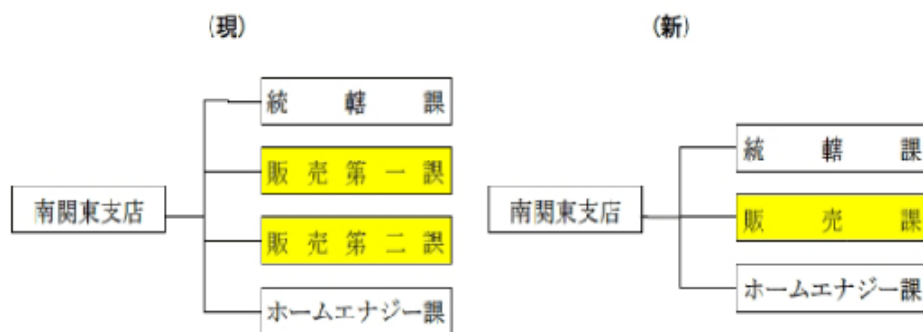 (現)
統轄課
販売第一課
販売第二課
南関東支店
ホームエナジー課
(新)
統轄課
販売課
南関東支店
ホームエナジー課